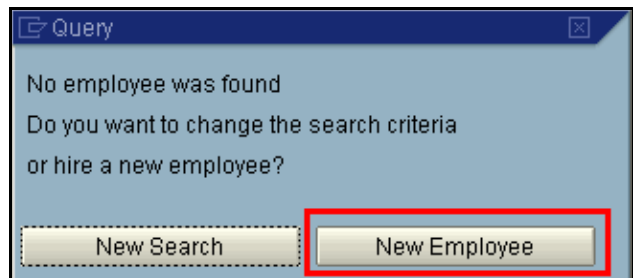 Query
No employee was found
Do you want to change the search criteria
or hire a new employee?
New Search
New Employee